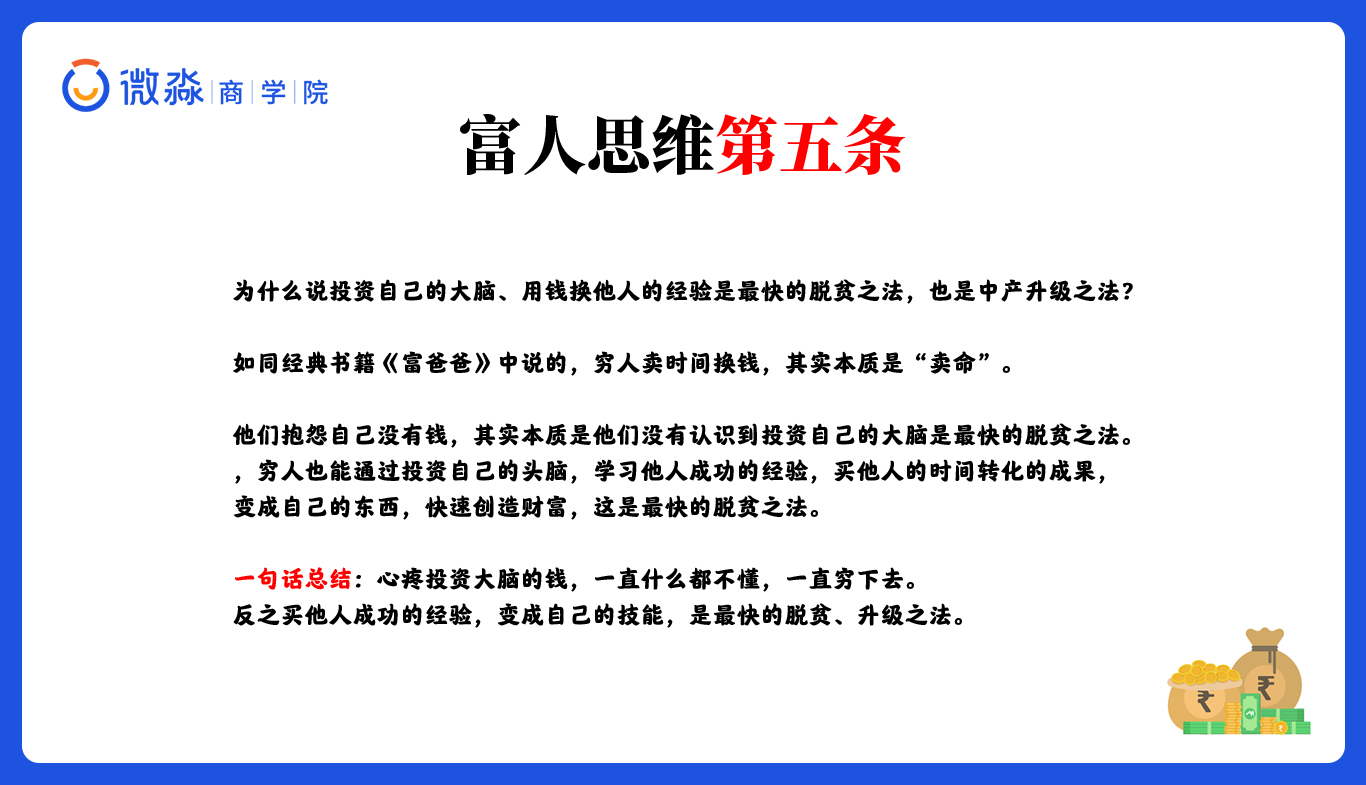 微淼|商|学|院
富人思维第五条
为什么说投资自己的大脑、用钱换他人的经验是最快的脱贫之法，也是中产升级之法？
如同经典书籍《富爸爸》中说的，穷人卖时间换钱，其实本质是“卖命”。
他们抱怨自己没有钱，其实本质是他们没有认识到投资自己的大脑是最快的脱贫之法。
，穷人也能通过投资自己的头脑，学习他人成功的经验，买他人的时间转化的成果，
变成自己的东西，快速创造财富，这是最快的脱贫之法。
一句话总结：心疼投资大脑的钱，一直什么都不懂，一直穷下去。
反之买他人成功的经验，变成自己的技能，是最快的脱贫、升级之法。
₹
₹